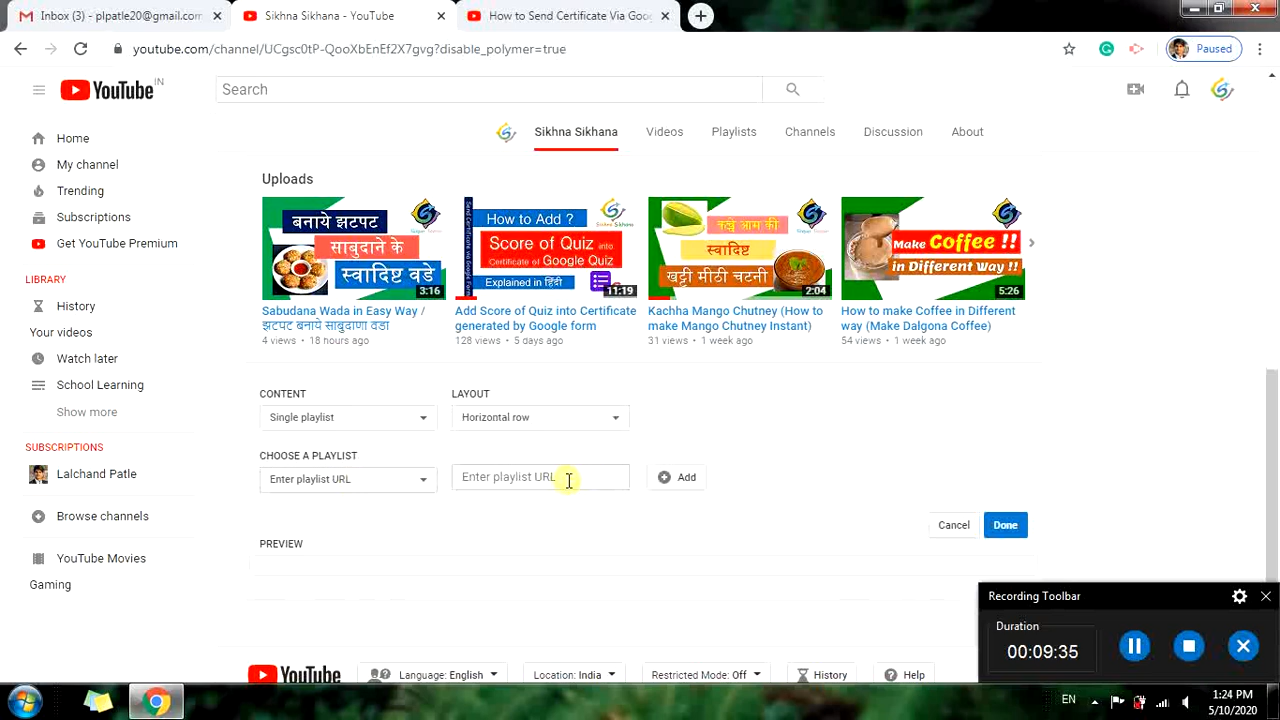 Inbox (3) - plpatle20@gmail.com
Sikhna Sikhana - YouTube
How to Send Certificate Via Goo
youtube.com/channel/UCgsc0tP-QooXbEnEf2X7gvg?disable_polymer=true
Paused
YouTube IN
Search
Home
My channel
Trending
Subscriptions
Get YouTube Premium
LIBRARY
History
Your videos
Watch later
School Learning
Show more
SUBSCRIPTIONS
Lalchand Patle
Browse channels
YouTube Movies
Gaming
Sikhna Sikhana Videos Playlists Channels Discussion About
Uploads
बनाये झटपट
साबुदाने के
स्वादिष्ट वडे
3:16
Sabudana Wada in Easy Way /
झटपट बनाये साबुदाणा वडा
4 views • 18 hours ago
Send Certificate via Google Form
How to Add ?
Score of Quiz into
Certificate of Google Quiz
Explained in हिंदी
11:19
Add Score of Quiz into Certificate
generated by Google form
128 views • 5 days ago
कच्चे आम की
स्वादिष्ट
खट्टी मीठी चटनी
2:04
Kachha Mango Chutney (How to
make Mango Chutney Instant)
31 views • 1 week ago
Make Coffee !!
in Different Way !!
5:26
How to make Coffee in Different
way (Make Dalgona Coffee)
54 views • 1 week ago
CONTENT LAYOUT
Single playlist Horizontal row
CHOOSE A PLAYLIST
Enter playlist URL Enter playlist URL Add
Cancel Done
PREVIEW
YouTube Language: English Location: India Restricted Mode: Off History Help
Recording Toolbar
Duration
00:09:35
EN
1:24 PM
5/10/2020